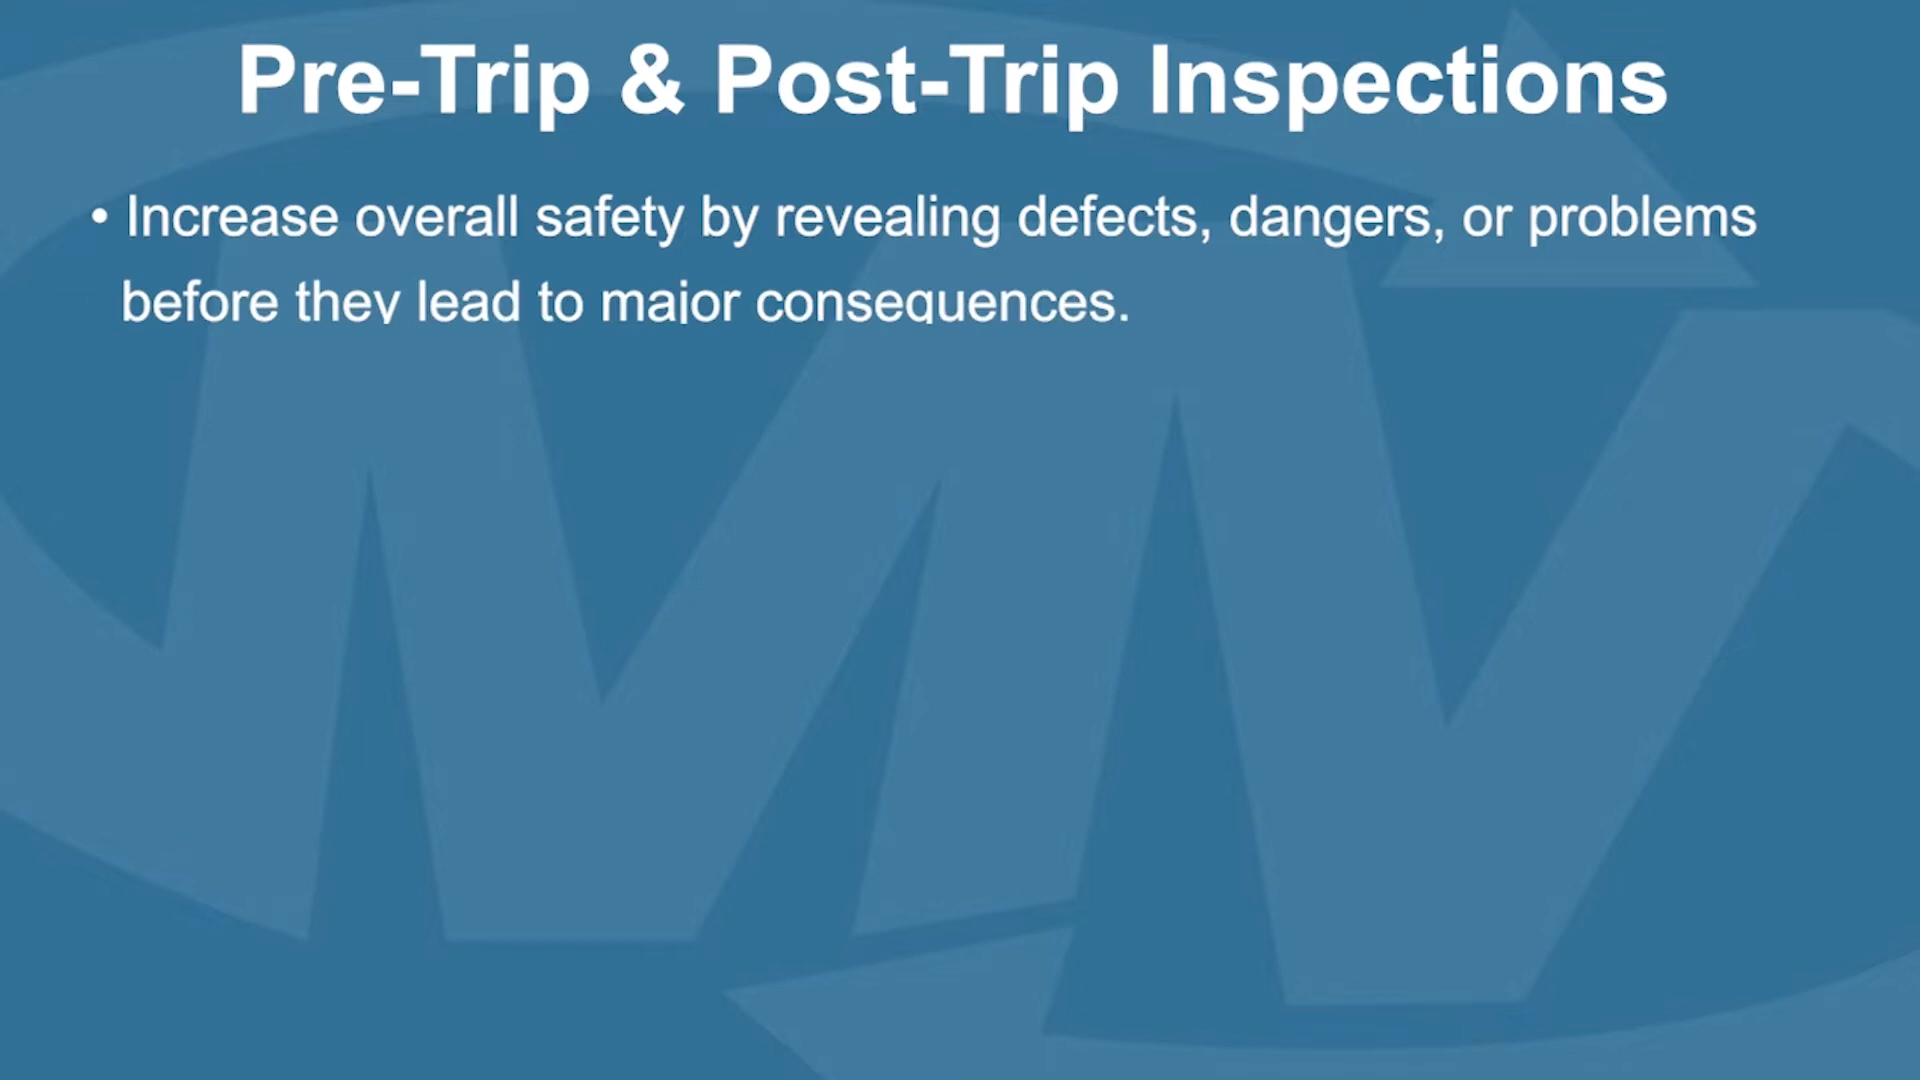 Pre-Trip & Post-Trip Inspections
• Increase overall safety by revealing defects, dangers, or problems
before they lead to major consequences.